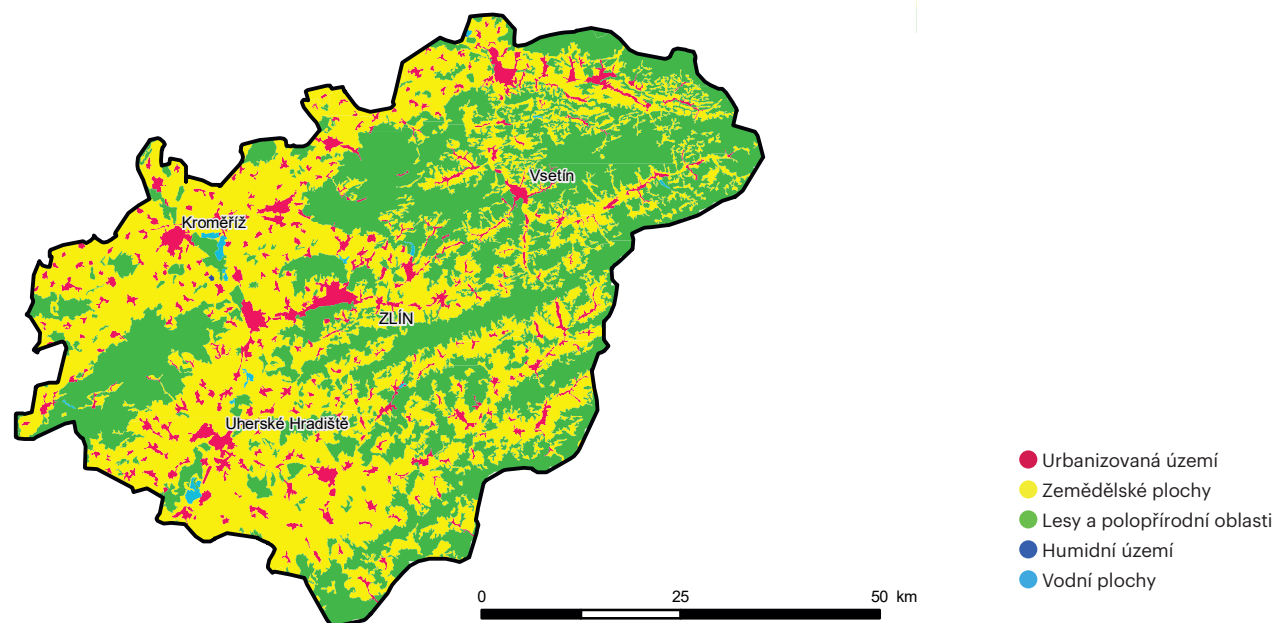 Vsetín
Kroměříž
ZLÍN
Uherské Hradiště
Urbanizovaná území
Zemědělské plochy
Lesy a polopřírodní oblasti
Humidní území
Vodní plochy
0 25 50 km